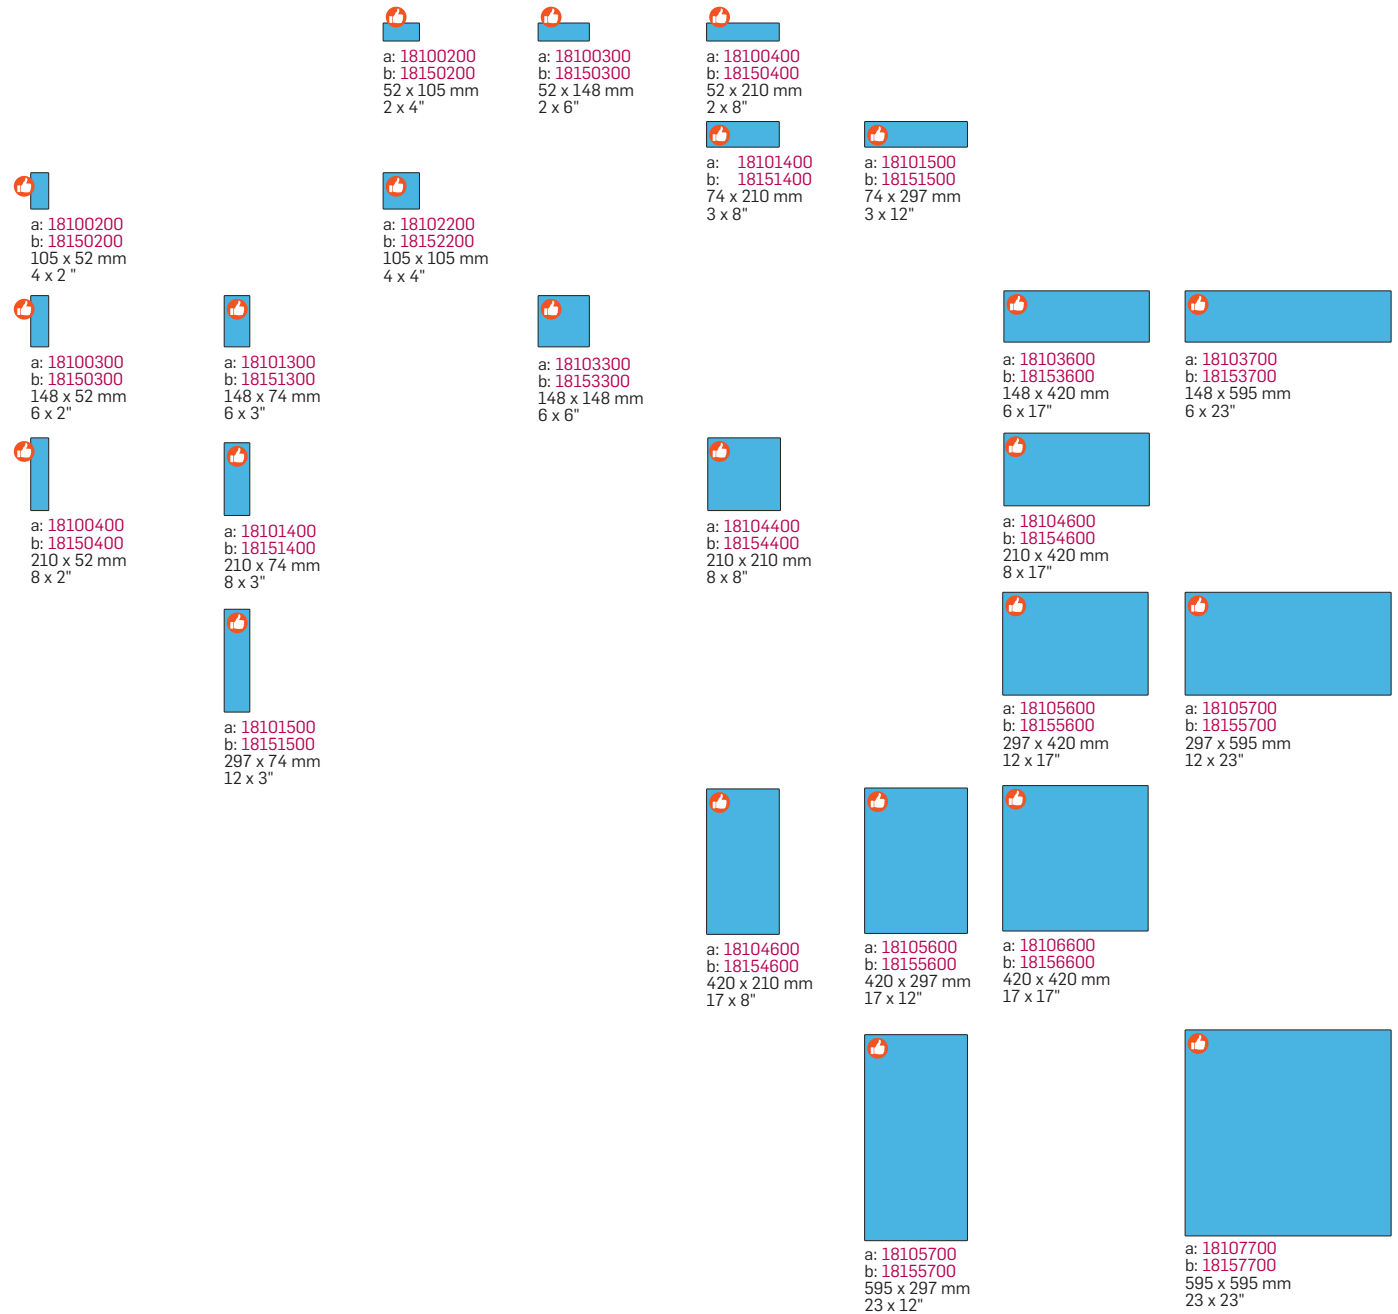 a: 18100200
b: 18150200
52 x 105 mm
2 x 4"
a: 18100300
b: 18150300
52 x 148 mm
2 x 6"
a: 18100400
b: 18150400
52 x 210 mm
2 x 8"
a: 18101400
b: 18151400
74 x 210 mm
3 x 8"
a: 18101500
b: 18151500
74 x 297 mm
3 x 12"
a: 18100200
b: 18150200
105 x 52 mm
4 x 2 "
a: 18102200
b: 18152200
105 x 105 mm
4 x 4"
a: 18100300
b: 18150300
148 x 52 mm
6 x 2"
a: 18101300
b: 18151300
148 x 74 mm
6 x 3"
a: 18103300
b: 18153300
148 x 148 mm
6 x 6"
a: 18103600
b: 18153600
148 x 420 mm
6 x 17"
a: 18103700
b: 18153700
148 x 595 mm
6 x 23"
a: 18100400
b: 18150400
210 x 52 mm
8 x 2"
a: 18101400
b: 18151400
210 x 74 mm
8 x 3"
a: 18104400
b: 18154400
210 x 210 mm
8 x 8"
a: 18104600
b: 18154600
210 x 420 mm
8 x 17"
a: 18101500
b: 18151500
297 x 74 mm
12 x 3"
a: 18105600
b: 18155600
297 x 420 mm
12 x 17"
a: 18105700
b: 18155700
297 x 595 mm
12 x 23"
a: 18104600
b: 18154600
420 x 210 mm
17 x 8"
a: 18105600
b: 18155600
420 x 297 mm
17 x 12"
a: 18106600
b: 18156600
420 x 420 mm
17 x 17"
a: 18105700
b: 18155700
595 x 297 mm
23 x 12"
a: 18107700
b: 18157700
595 x 595 mm
23 x 23"